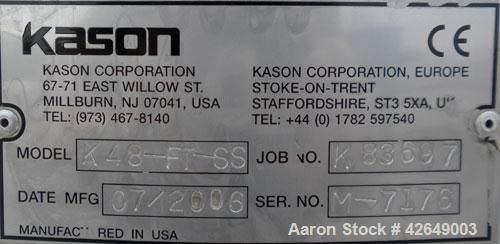 Kason
CE
KASON CORPORATION
67-71 EAST WILLOW ST.
MILLBURN, NJ 07041, USA
TEL: (973) 467-8140
KASON CORPORATION, EUROPE
STOKE-ON-TRENT
STAFFORDSHIRE, ST3 5XA,
TEL: +44 (0) 1782 597540
MODEL K48-FT-SS JOB NO. K83697
DATE MFG 07/2006 SER. NO. M-7176
RED IN USA
Aaron Stock # 42649003